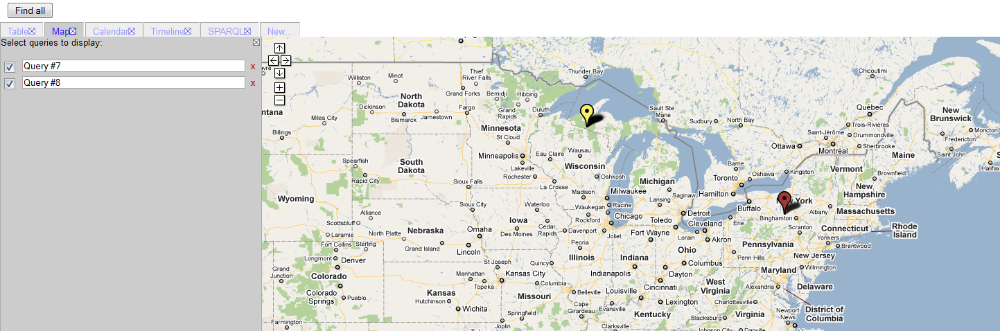 Find all
Table Map Calendar Timeline SPARQL New...
Select queries to display:
Query #7 x
Query #8 x
Thunder Bay
Chicoutimi
Williston
Minot
Thief River Falls
Grand Forks
Bemidji
Hibbing
North Dakota
Dickinson
Bismarck
Jamestown
Fargo
Grand Rapids
Duluth
Sault Ste. Marie
Sudbury
North Bay
Québec
New Brunswick
Miles City
Billings
Minnesota
St Cloud
Trois-Rivières
Saint-Jérôme
Drummondville
Moncton
Fredericton
Ottawa
Montréal
Sherbrooke
Saint John
Maine
Halifax
Minneapolis
Eau Claire
Wausau
Wisconsin
Spearfish
South Dakota
Rapid City
Lakeville
Rochester
La Crosse
Oshkosh
Sioux Falls
Barrie
Oshawa
Kingston
Toronto
Vermont
Brownfield
Michigan
Saginaw
Lansing
Hamilton
New Hampshire
Wyoming
Madison
Milwaukee
Waukegan
Racine
Rockford
Chicago
Sioux City
Waterloo
Iowa
Cedar Rapids
Des Moines
Davenport
Detroit
Buffalo
Albany
Massachusetts
Binghamton
Alliance
Scottsbluff
Nebraska
Omaha
North Platte
Grand Island
Lincoln
Laramie
Joliet
Toledo
Cleveland
Lorain
Akron
Erie
Scranton
Connecticut
Rhode Island
Fort Wayne
Pennsylvania
Yonkers
Brentwood
Fort Collins
Sterling
Longmont
Denver
Peoria
Illinois
Indiana
Ohio
Columbus
Penn Hills
New Jersey
Grand Junction
Colorado
Colorado Springs
Pueblo
St Joseph
Quincy
Manhattan
Kansas City
Topeka
Columbia
Indianapolis
Dayton
Cincinnati
Maryland
Wilmington
Alexandria
Delaware
West Virginia
Kansas
Hutchinson
Wichita
Missouri
Belleville
Louisville
Evansville
Lexington
Charlottesville
District of Columbia
Farmington
Springfield
Joplin
Cape Girardeau
Kentucky
Clarksville
Blacksburg
Virginia
Newport News
Johnson City